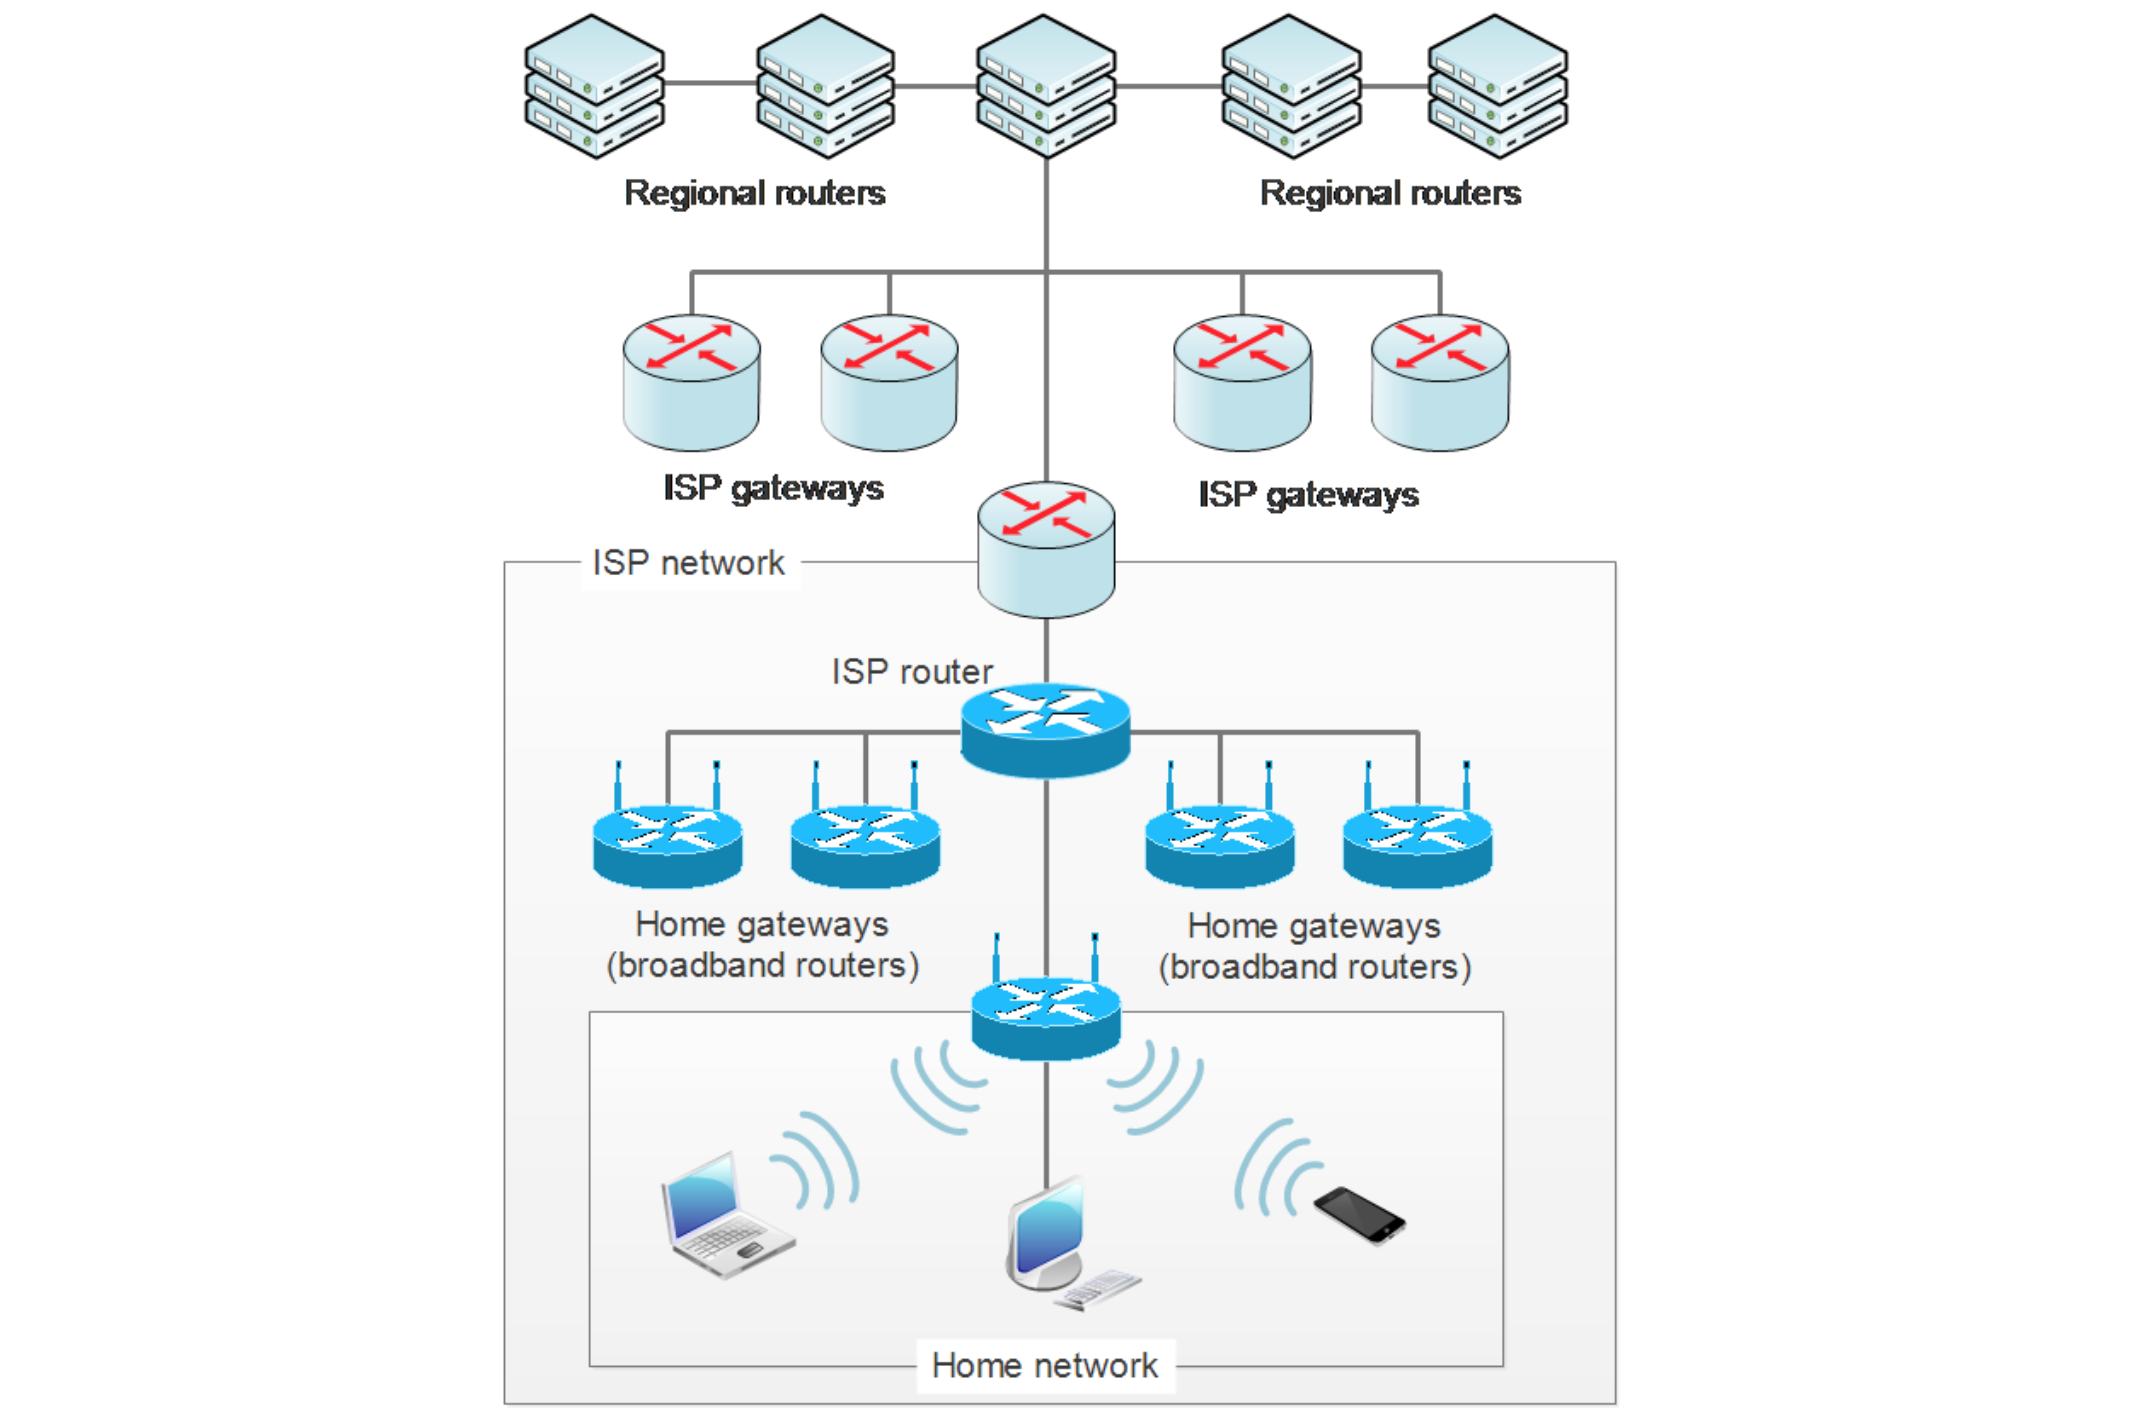 Regional routers
Regional routers
ISP gateways
ISP gateways
ISP network
ISP router
Home gateways
(broadband routers)
Home gateways
(broadband routers)
Home network